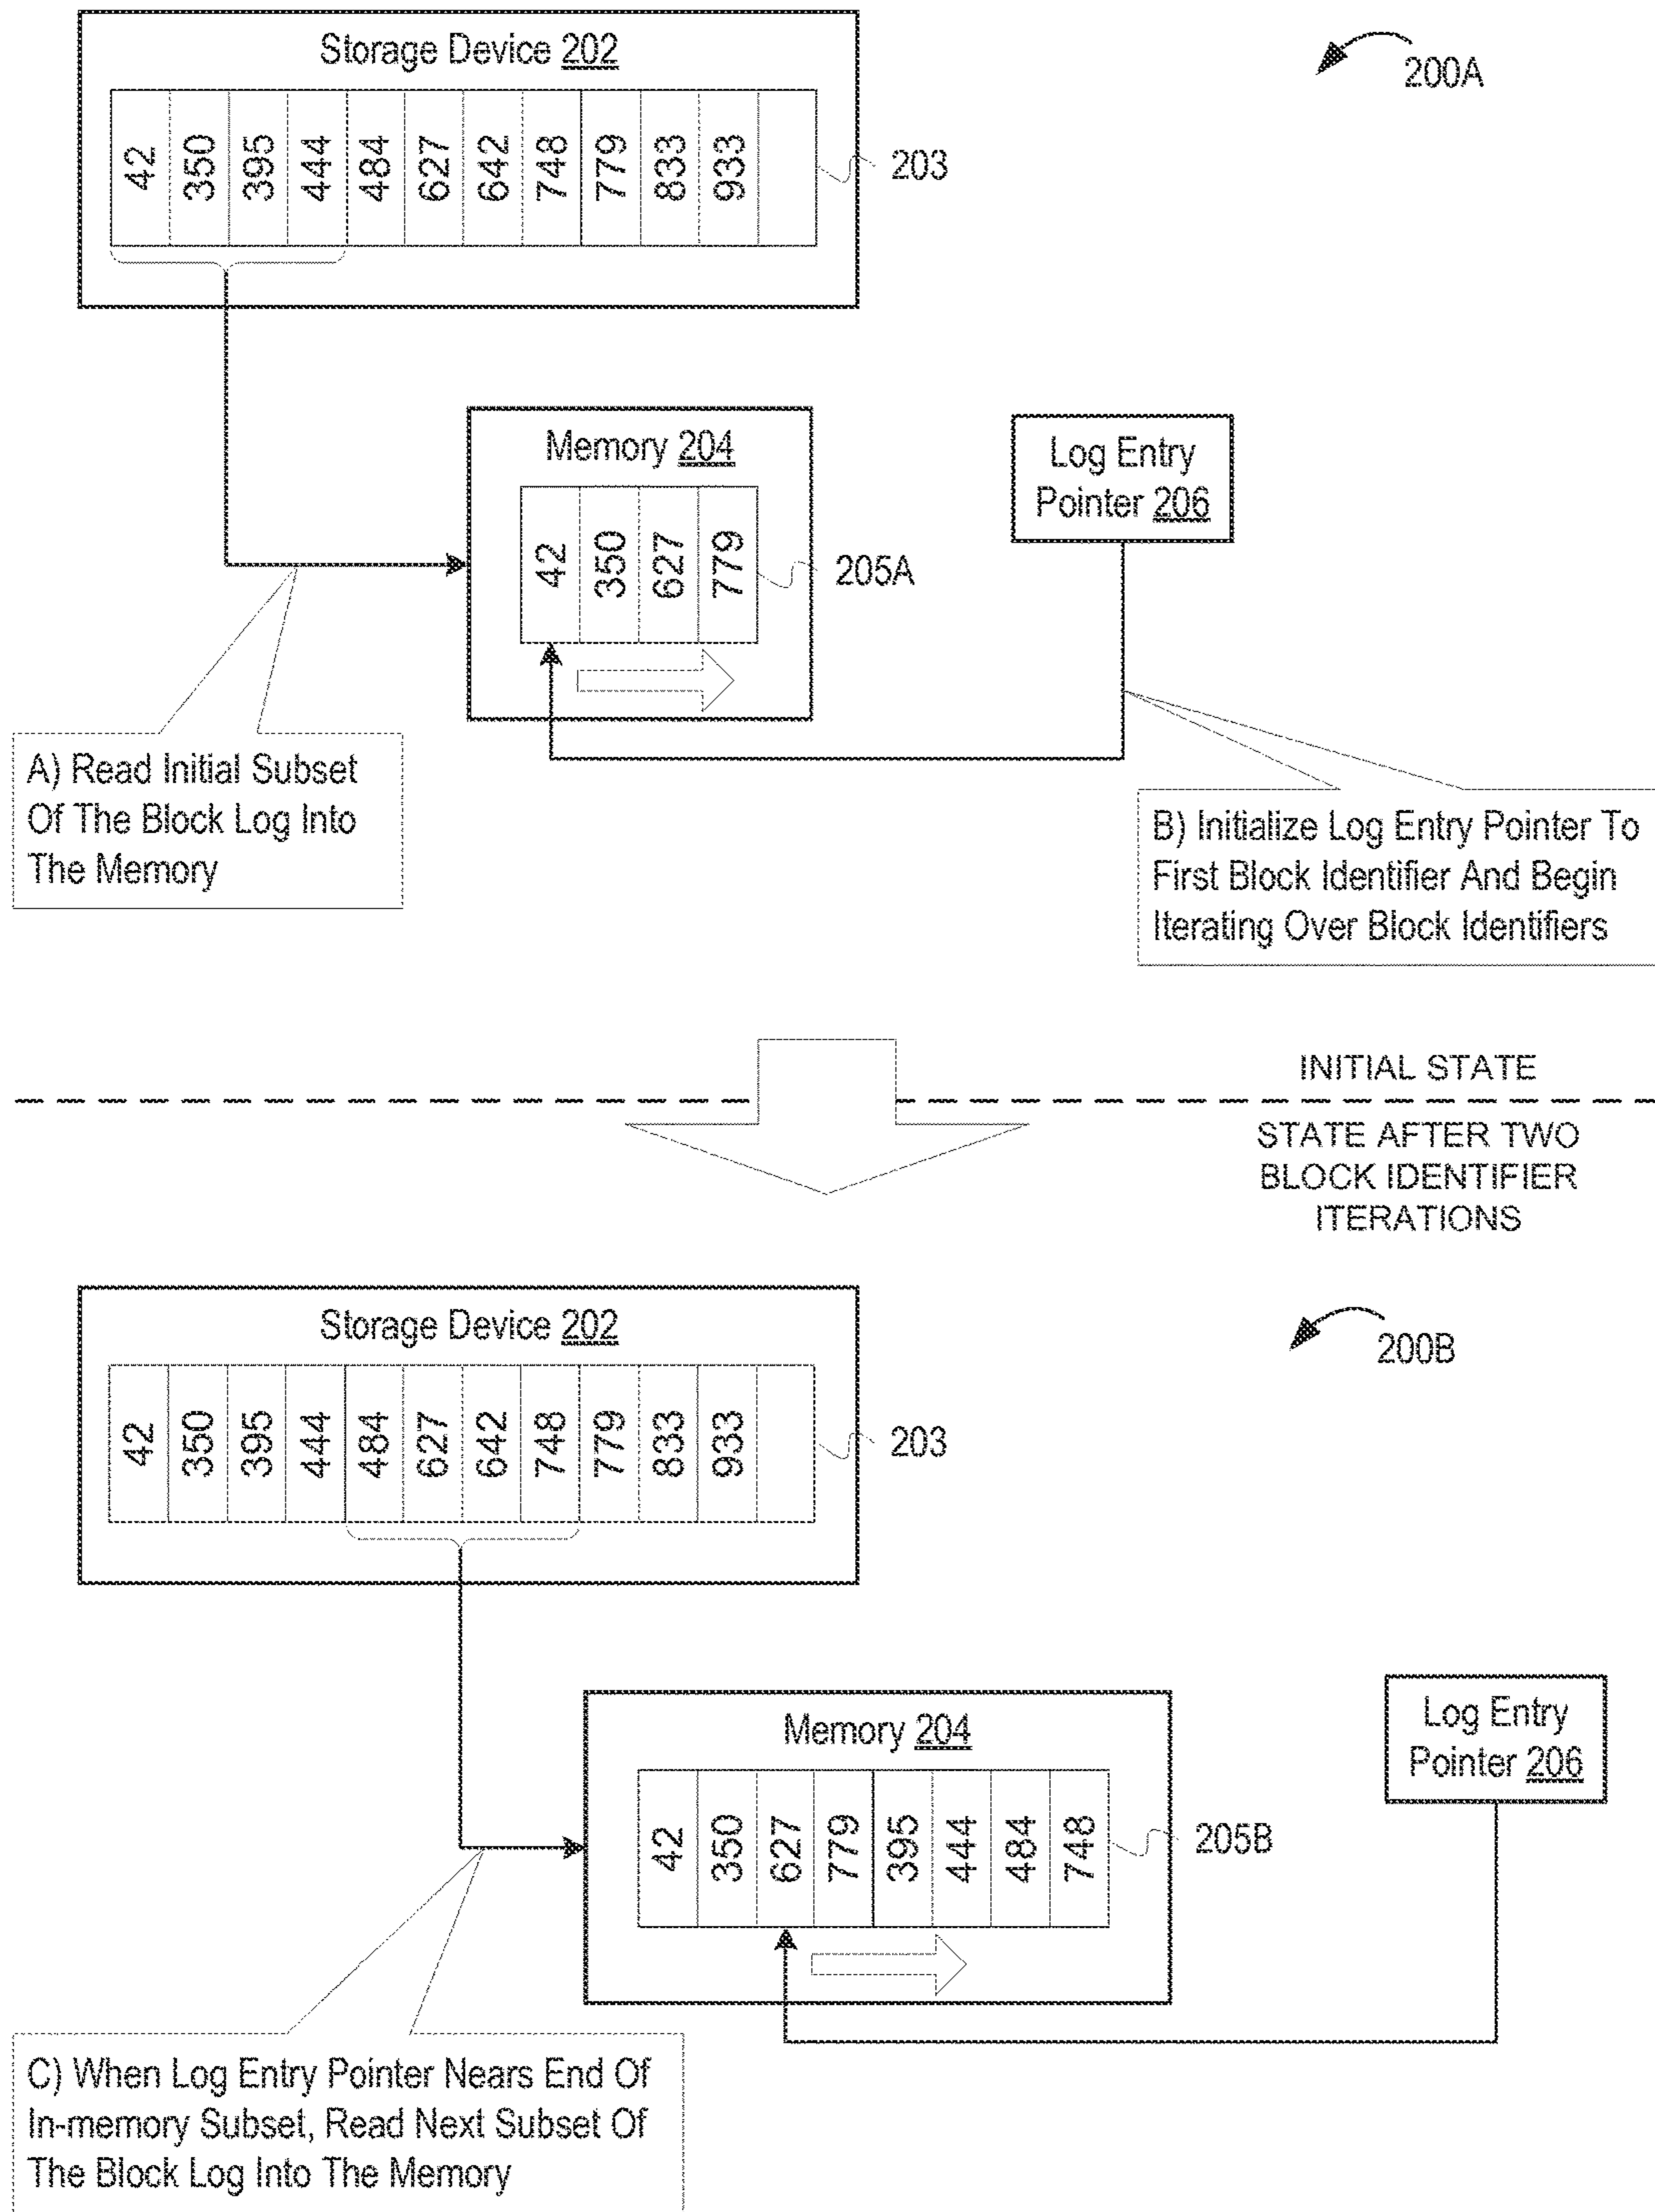 Storage Device 202
200A
42 350 395 444 484 627 642 748 779 833 933
203
Memory 204
42 350 627 779
205A
Log Entry
Pointer 206
A) Read Initial Subset
Of The Block Log Into
The Memory
B) Initialize Log Entry Pointer To
First Block Identifier And Begin
Iterating Over Block Identifiers
INITIAL STATE
STATE AFTER TWO
BLOCK IDENTIFIER
ITERATIONS
Storage Device 202
200B
42 350 395 444 484 627 642 748 779 833 933
203
Memory 204
42 350 627 779 395 444 484 748
205B
Log Entry
Pointer 206
C) When Log Entry Pointer Nears End Of
In-memory Subset, Read Next Subset Of
The Block Log Into The Memory